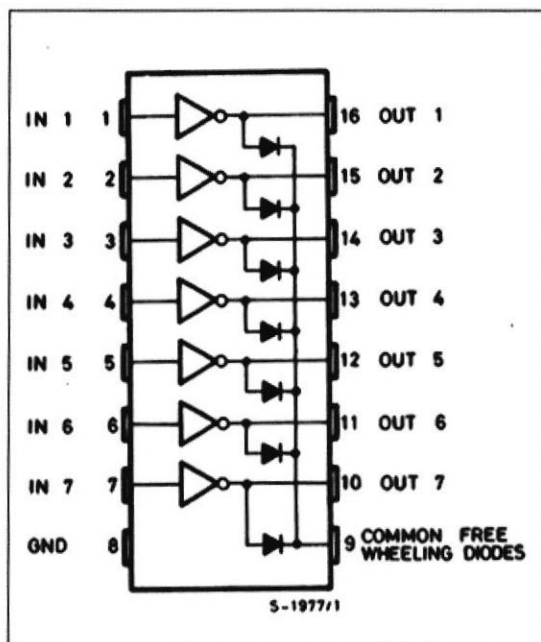 IN 1 1 16 OUT 1
IN 2 2 15 OUT 2
IN 3 3 14 OUT 3
IN 4 4 13 OUT 4
IN 5 5 12 OUT 5
IN 6 6 11 OUT 6
IN 7 7 10 OUT 7
GND 8 9 COMMON FREE
WHEELING DIODES
S-1977/1